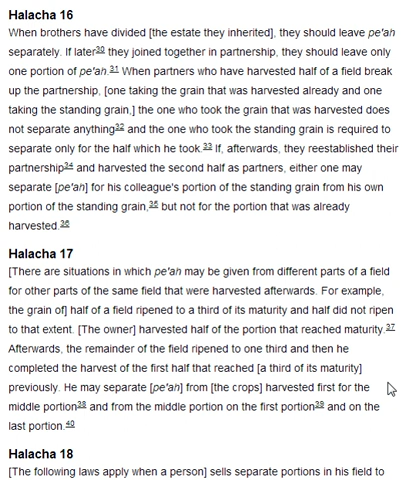 Halacha 16
When brothers have divided [the estate they inherited], they should leave pe'ah
separately. If later30 they joined together in partnership, they should leave only
one portion of pe'ah.31 When partners who have harvested half of a field break
up the partnership, [one taking the grain that was harvested already and one
taking the standing grain,] the one who took the grain that was harvested does
not separate anything32 and the one who took the standing grain is required to
separate only for the half which he took.33 If, afterwards, they reestablished their
partnership34 and harvested the second half as partners, either one may
separate [pe'ah] for his colleague's portion of the standing grain from his own
portion of the standing grain,35 but not for the portion that was already
harvested.36
Halacha 17
[There are situations in which pe'ah may be given from different parts of a field
for other parts of the same field that were harvested afterwards. For example,
the grain of] half of a field ripened to a third of its maturity and half did not ripen
to that extent. [The owner] harvested half of the portion that reached maturity.37
Afterwards, the remainder of the field ripened to one third and then he
completed the harvest of the first half that reached [a third of its maturity]
previously. He may separate [pe'ah] from [the crops] harvested first for the
middle portion38 and from the middle portion on the first portion39 and on the
last portion.40
Halacha 18
[The following laws apply when a person] sells separate portions in his field to